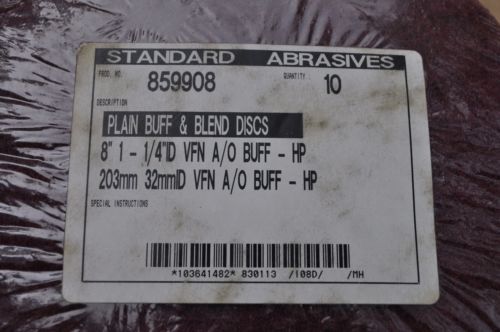 STANDARD ABRASIVES
PROD. NO. 859908 QUANTITY 10
DESCRIPTION
PLAIN BUFF & BLEND DISCS
8" 1 - 1/4"ID VFN A/O BUFF - HP
203mm 32mmID VFN A/O BUFF - HP
SPECIAL INSTRUCTIONS
*103641482* 830113 /108D/ /MH